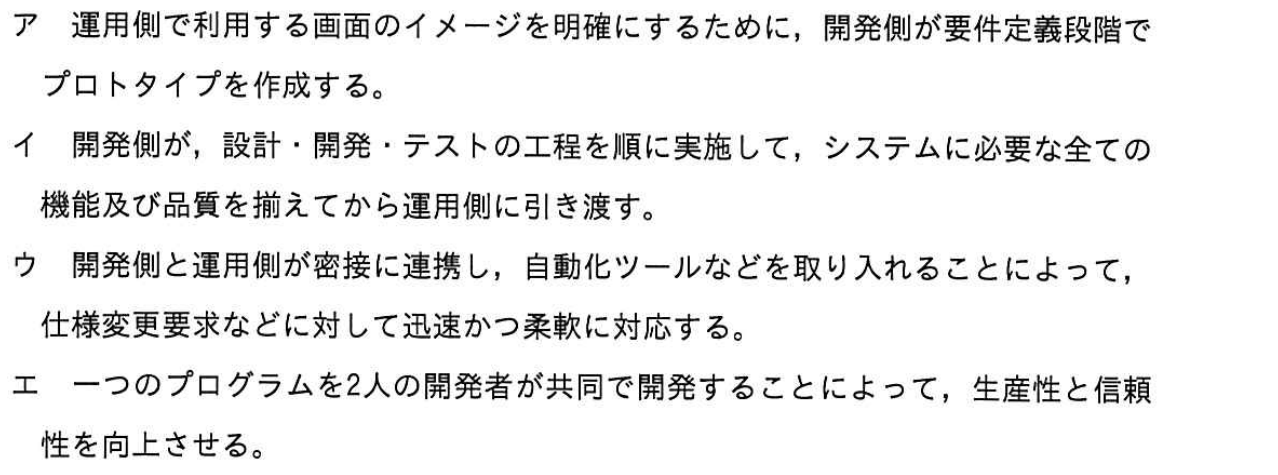 ア　運用側で利用する画面のイメージを明確にするために，開発側が要件定義段階で
プロトタイプを作成する。
イ　開発側が，設計・開発・テストの工程を順に実施して，システムに必要な全ての
機能及び品質を揃えてから運用側に引き渡す。
ウ　開発側と運用側が密接に連携し，自動化ツールなどを取り入れることによって，
仕様変更要求などに対して迅速かつ柔軟に対応する。
エ　一つのプログラムを2人の開発者が共同で開発することによって，生産性と信頼
性を向上させる。